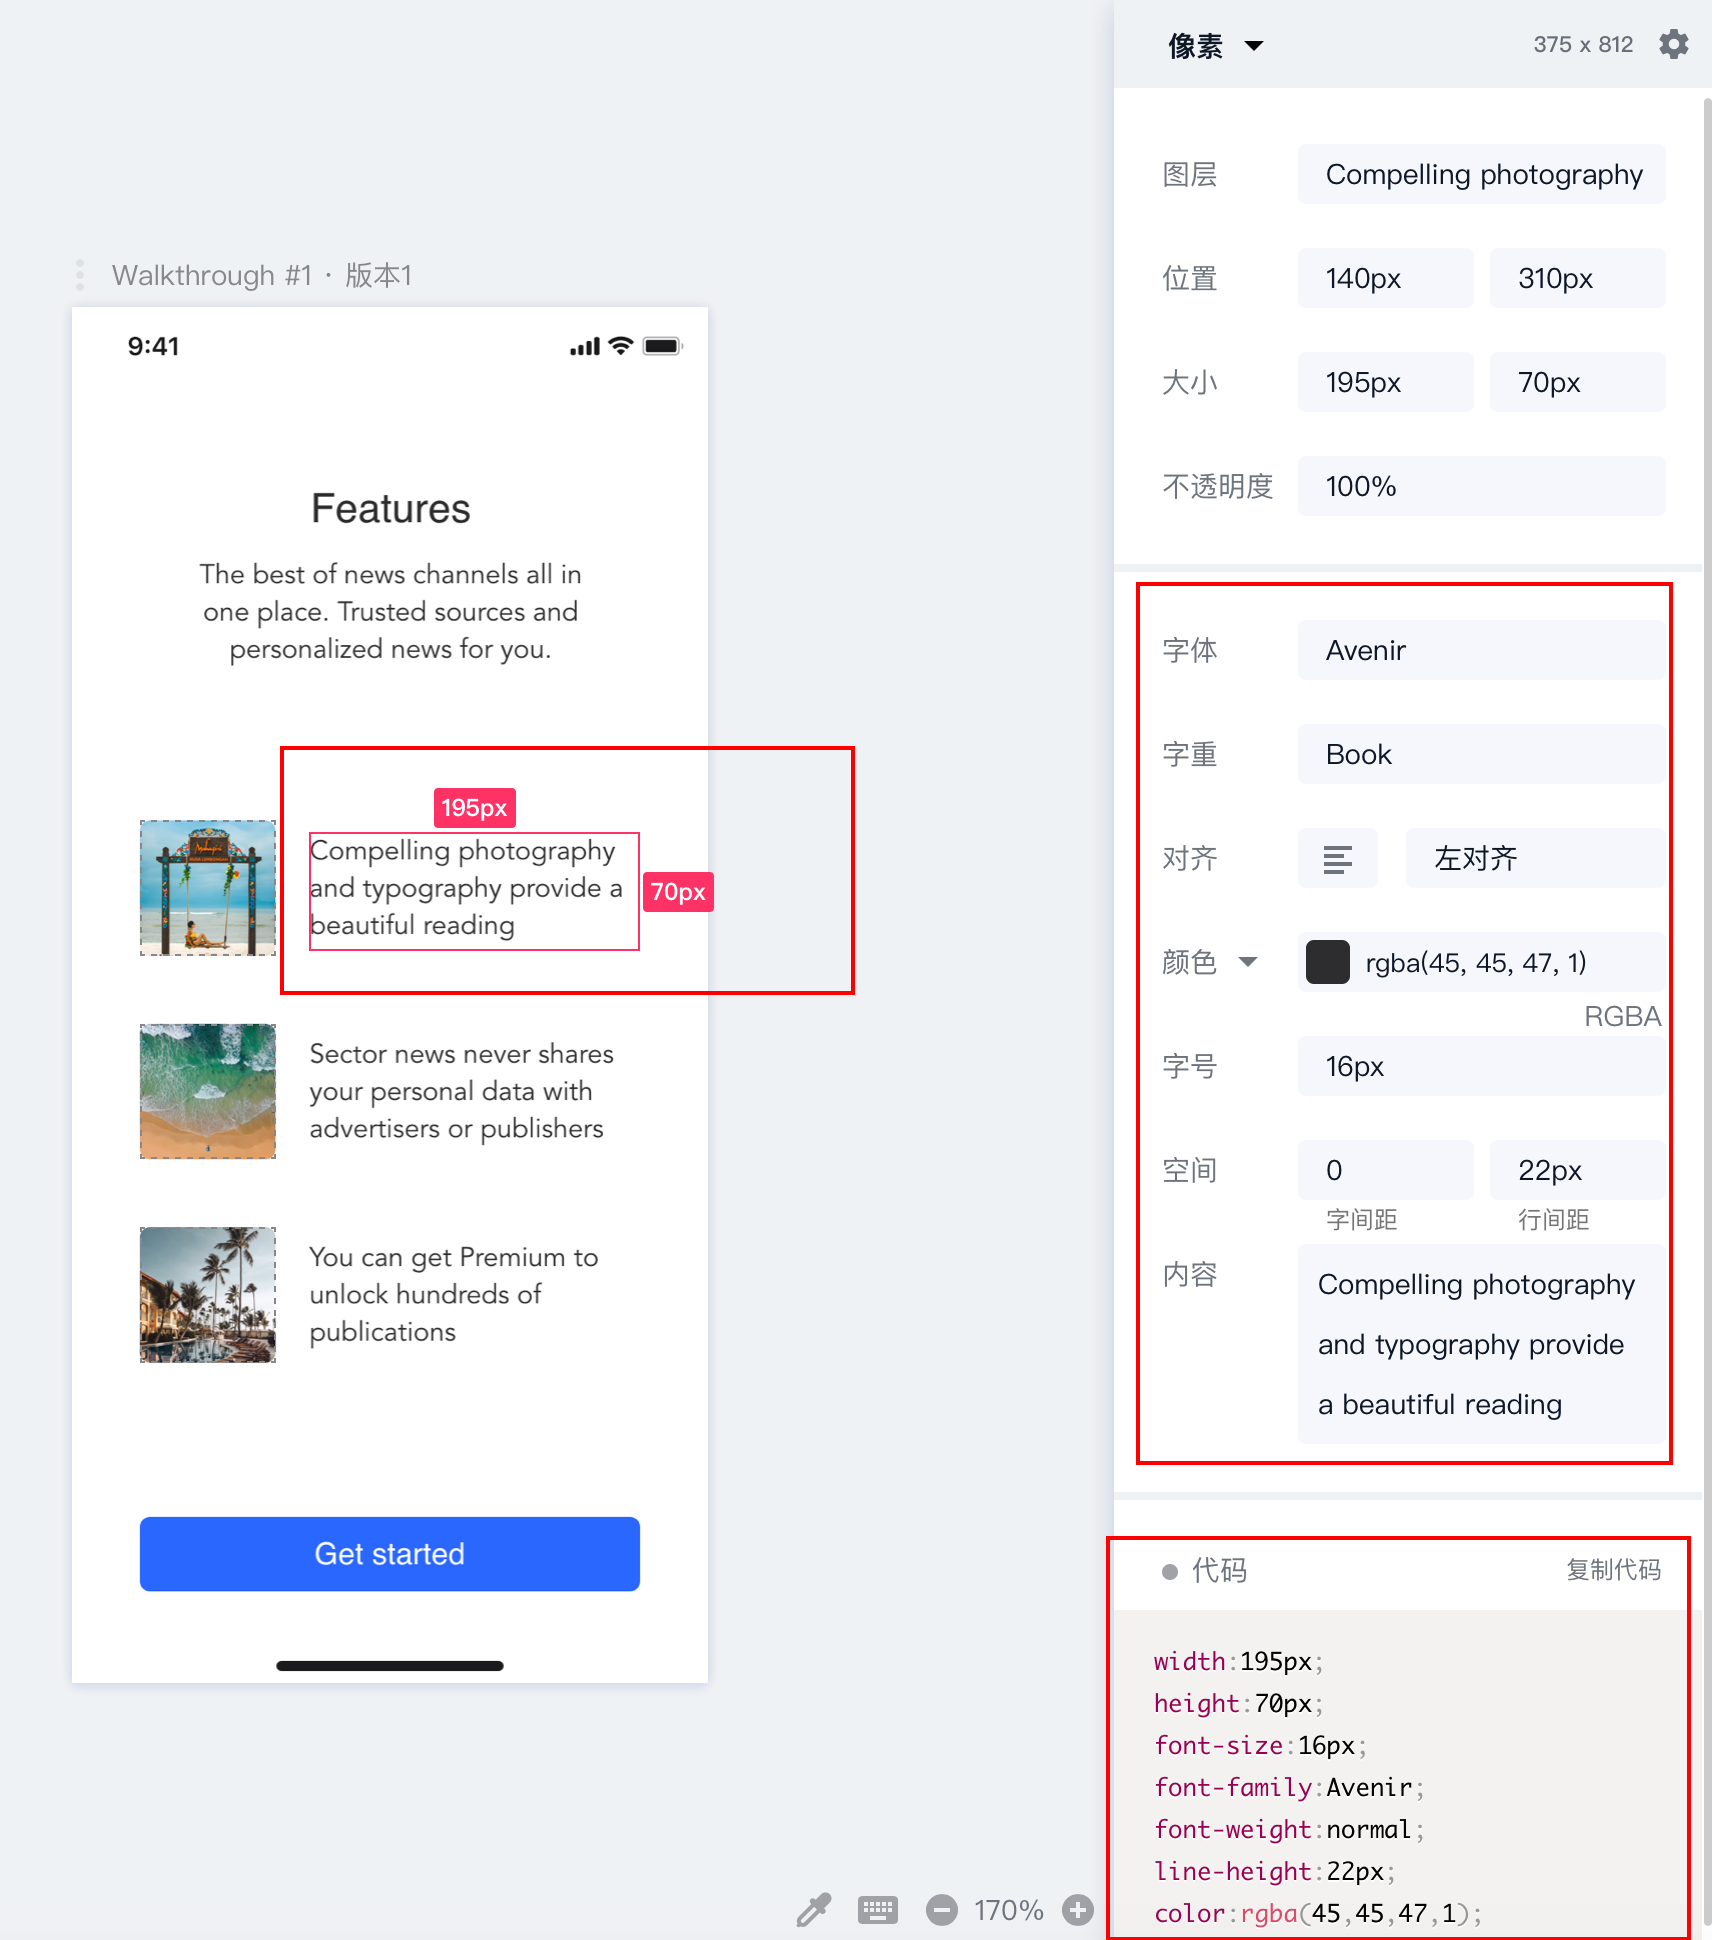 像素
375 x 812
图层
Compelling photography
位置
140px
310px
大小
195px
70px
不透明度
100%
Walkthrough #1 · 版本1
9:41
Features
The best of news channels all in
one place. Trusted sources and
personalized news for you.
195px
Compelling photography
and typography provide a
beautiful reading
70px
Sector news never shares
your personal data with
advertisers or publishers
You can get Premium to
unlock hundreds of
publications
Get started
字体
Avenir
字重
Book
对齐
左对齐
颜色
rgba(45, 45, 47, 1)
RGBA
字号
16px
空间
0
22px
字间距
行间距
内容
Compelling photography
and typography provide
a beautiful reading
代码
复制代码
width:195px;
height:70px;
font-size:16px;
font-family:Avenir;
font-weight:normal;
line-height:22px;
color:rgba(45,45,47,1);
170%